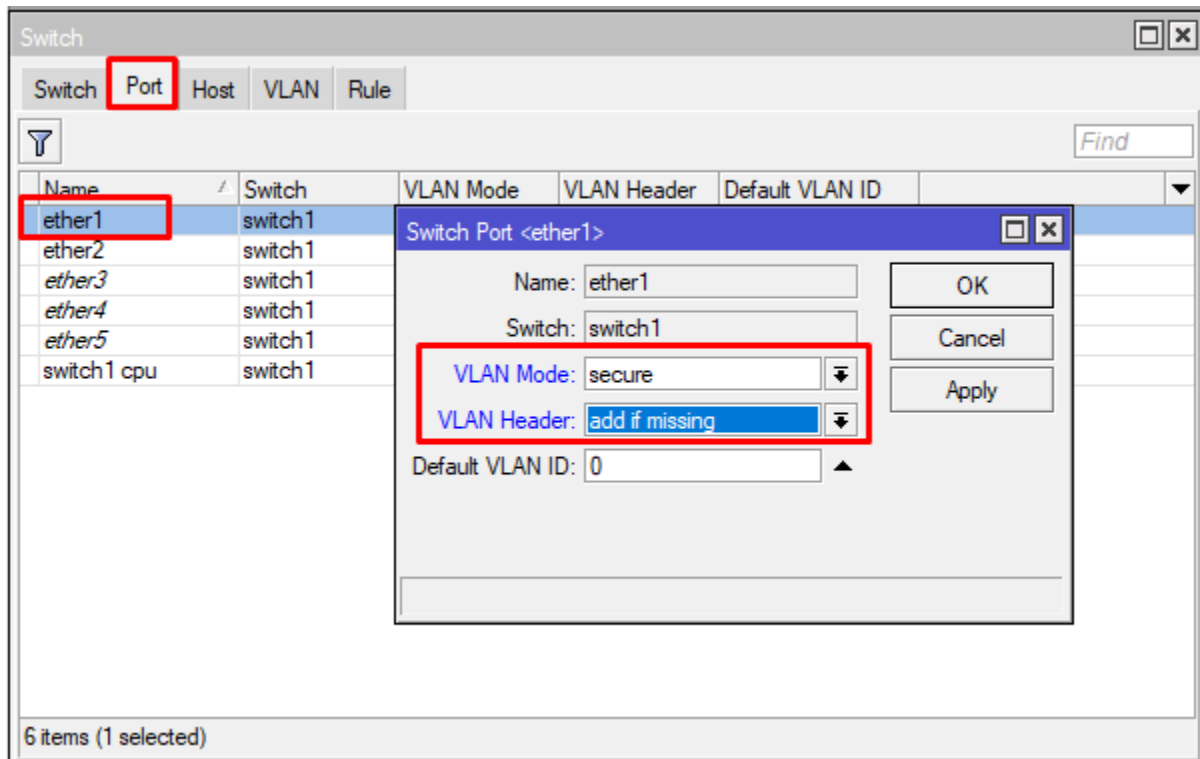 Switch
Switch Port Host VLAN Rule
Find
Name Switch VLAN Mode VLAN Header Default VLAN ID
ether1 switch1
ether2 switch1
ether3 switch1
ether4 switch1
ether5 switch1
switch1 cpu switch1
Switch Port <ether1>
Name: ether1
OK
Switch: switch1
Cancel
VLAN Mode: secure
Apply
VLAN Header: add if missing
Default VLAN ID: 0
6 items (1 selected)